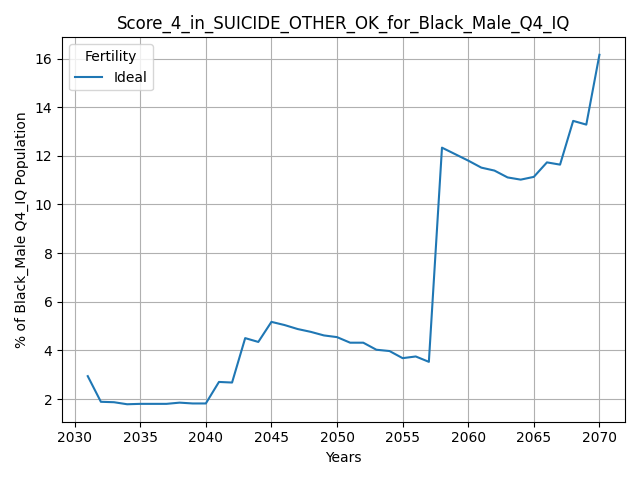 Score_4_in_SUICIDE_OTHER_OK_for_Black_Male_Q4_IQ
Fertility
Ideal
% of Black_Male Q4_IQ Population
16
14
12
10
8
6
4
2
2030 2035 2040 2045 2050 2055 2060 2065 2070
Years